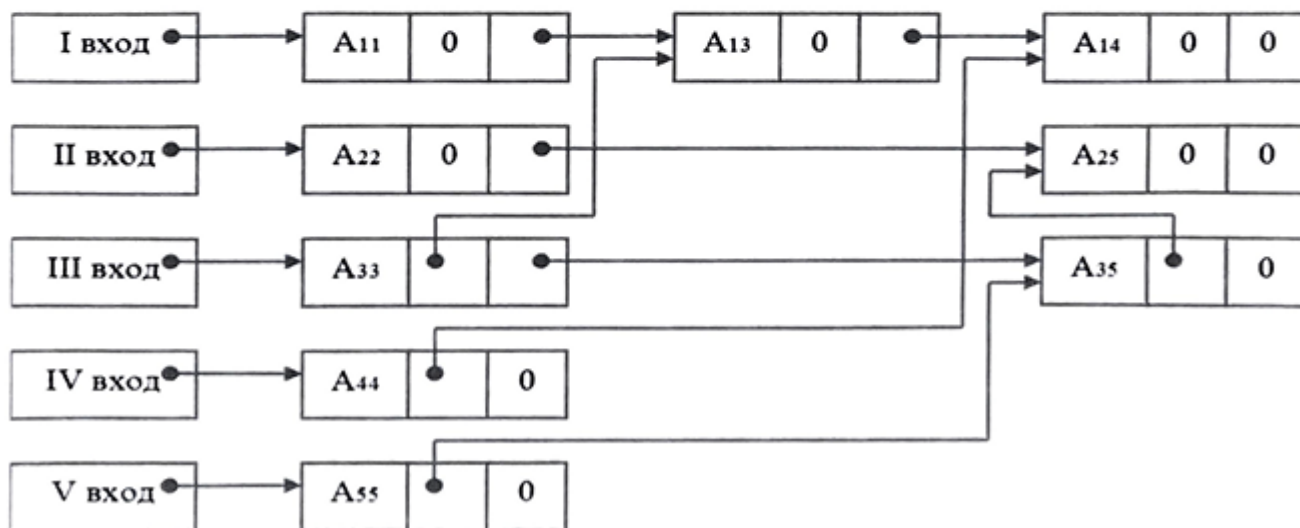 I вход A₁₁ 0 A₁₃ 0 A₁₄ 0 0
II вход A₂₂ 0 A₂₅ 0 0
III вход A₃₃ A₃₅ 0
IV вход A₄₄ 0
V вход A₅₅ 0